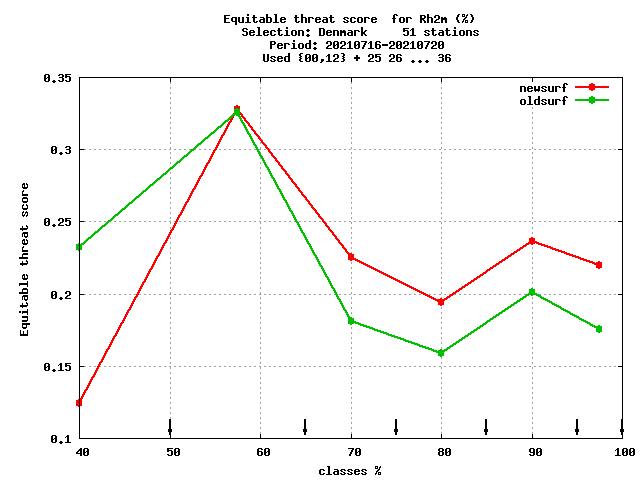 Equitable threat score  for Rh2m (%)
Selection: Denmark     51 stations
Period: 20210716-20210720
Used {00,12} + 25 26 ... 36
newsurf
oldsurf
Equitable threat score
0.35
0.3
0.25
0.2
0.15
0.1
40 50 60 70 80 90 100
classes %